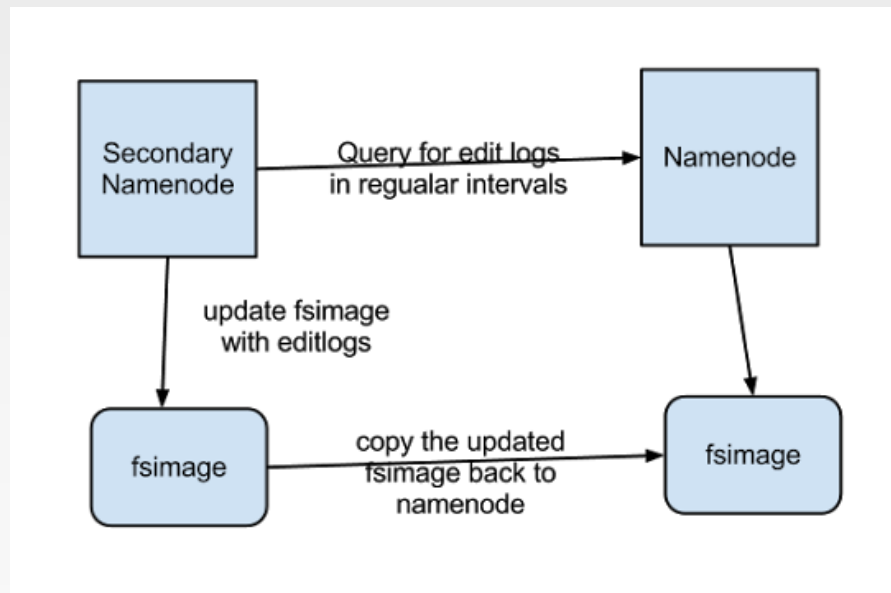 Secondary
Namenode
Query for edit logs
in regualar intervals
Namenode
update fsimage
with editlogs
fsimage
copy the updated
fsimage back to
namenode
fsimage